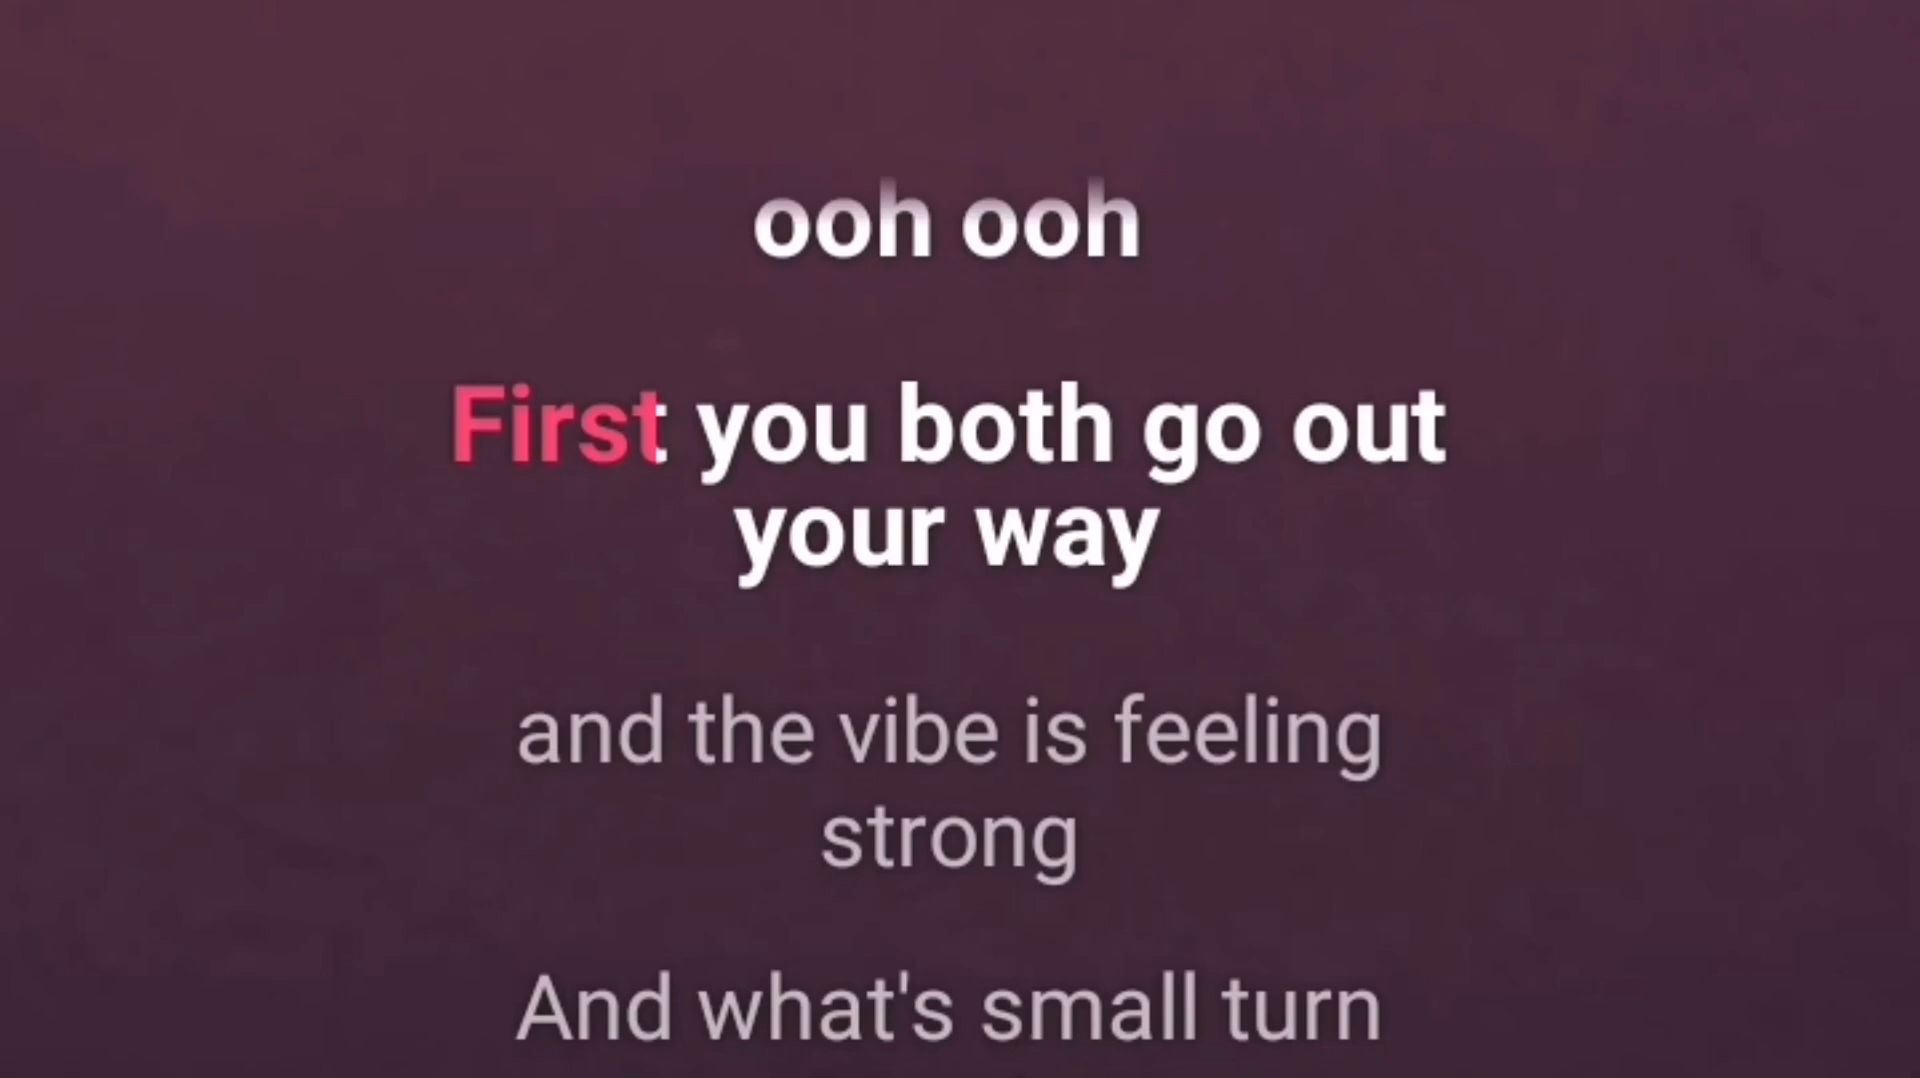 ooh ooh
First you both go out
your way
and the vibe is feeling
strong
And what's small turn